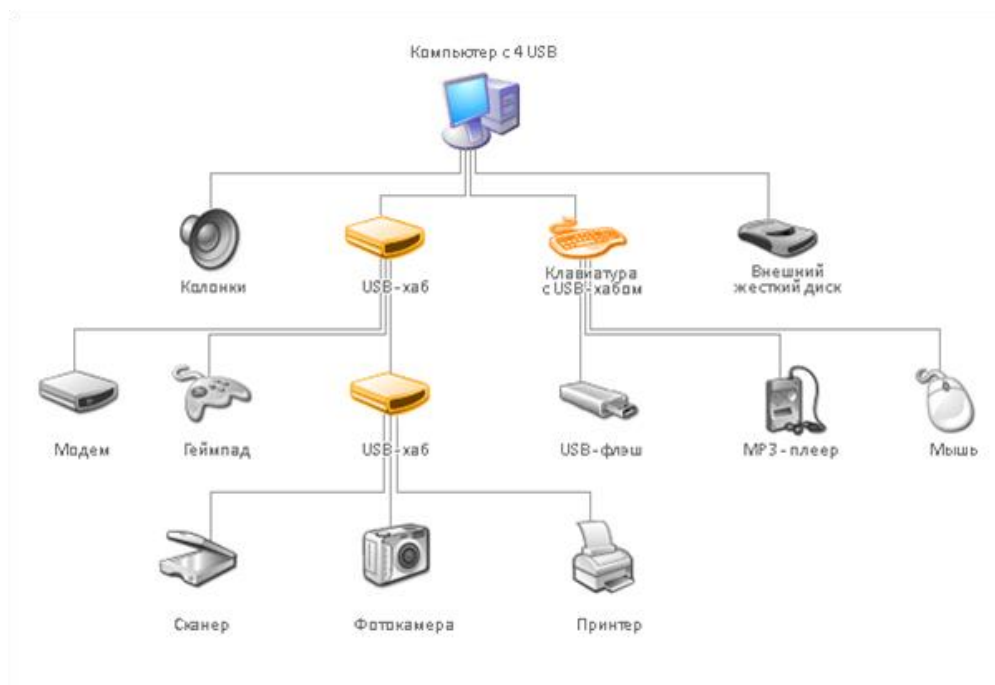 Компьютер с 4 USB
Колонки
USB-хаб
Клавиатура
с USB-хабом
Внешний
жесткий диск
Модем
Геймпад
USB-хаб
USB-флэш
MP3-плеер
Мышь
Сканер
Фотокамера
Принтер